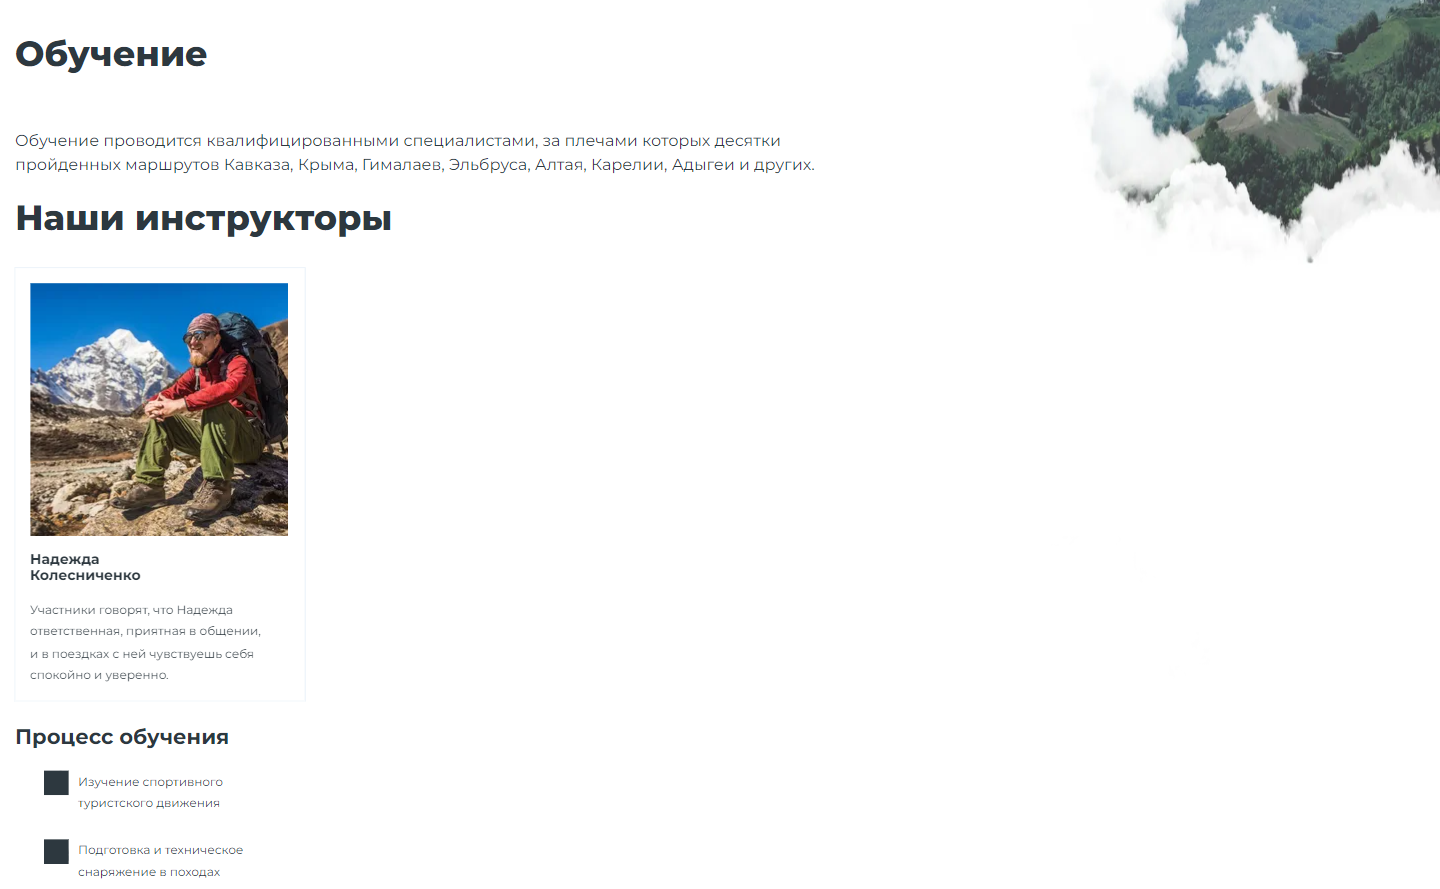 Обучение
Обучение проводится квалифицированными специалистами, за плечами которых десятки
пройденных маршрутов Кавказа, Крыма, Гималаев, Эльбруса, Алтая, Карелии, Адыгеи и других.
Наши инструкторы
Надежда
Колесниченко
Участники говорят, что Надежда
ответственная, приятная в общении,
и в поездках с ней чувствуешь себя
спокойно и уверенно.
Процесс обучения
Изучение спортивного
туристского движения
Подготовка и техническое
снаряжение в походах